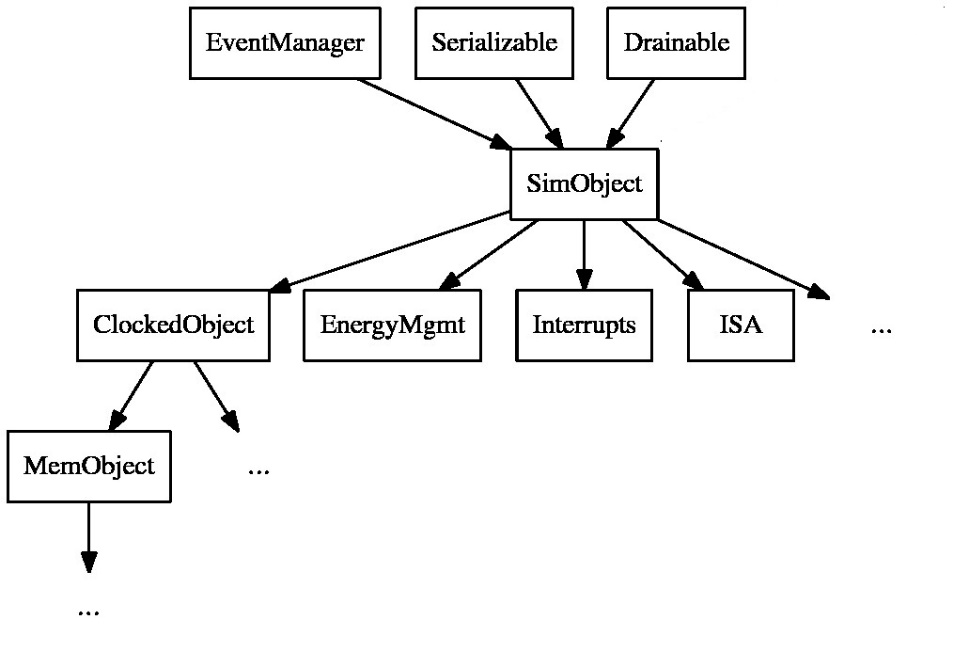 EventManager
Serializable
Drainable
SimObject
ClockedObject
EnergyMgmt
Interrupts
ISA
...
MemObject
...
...